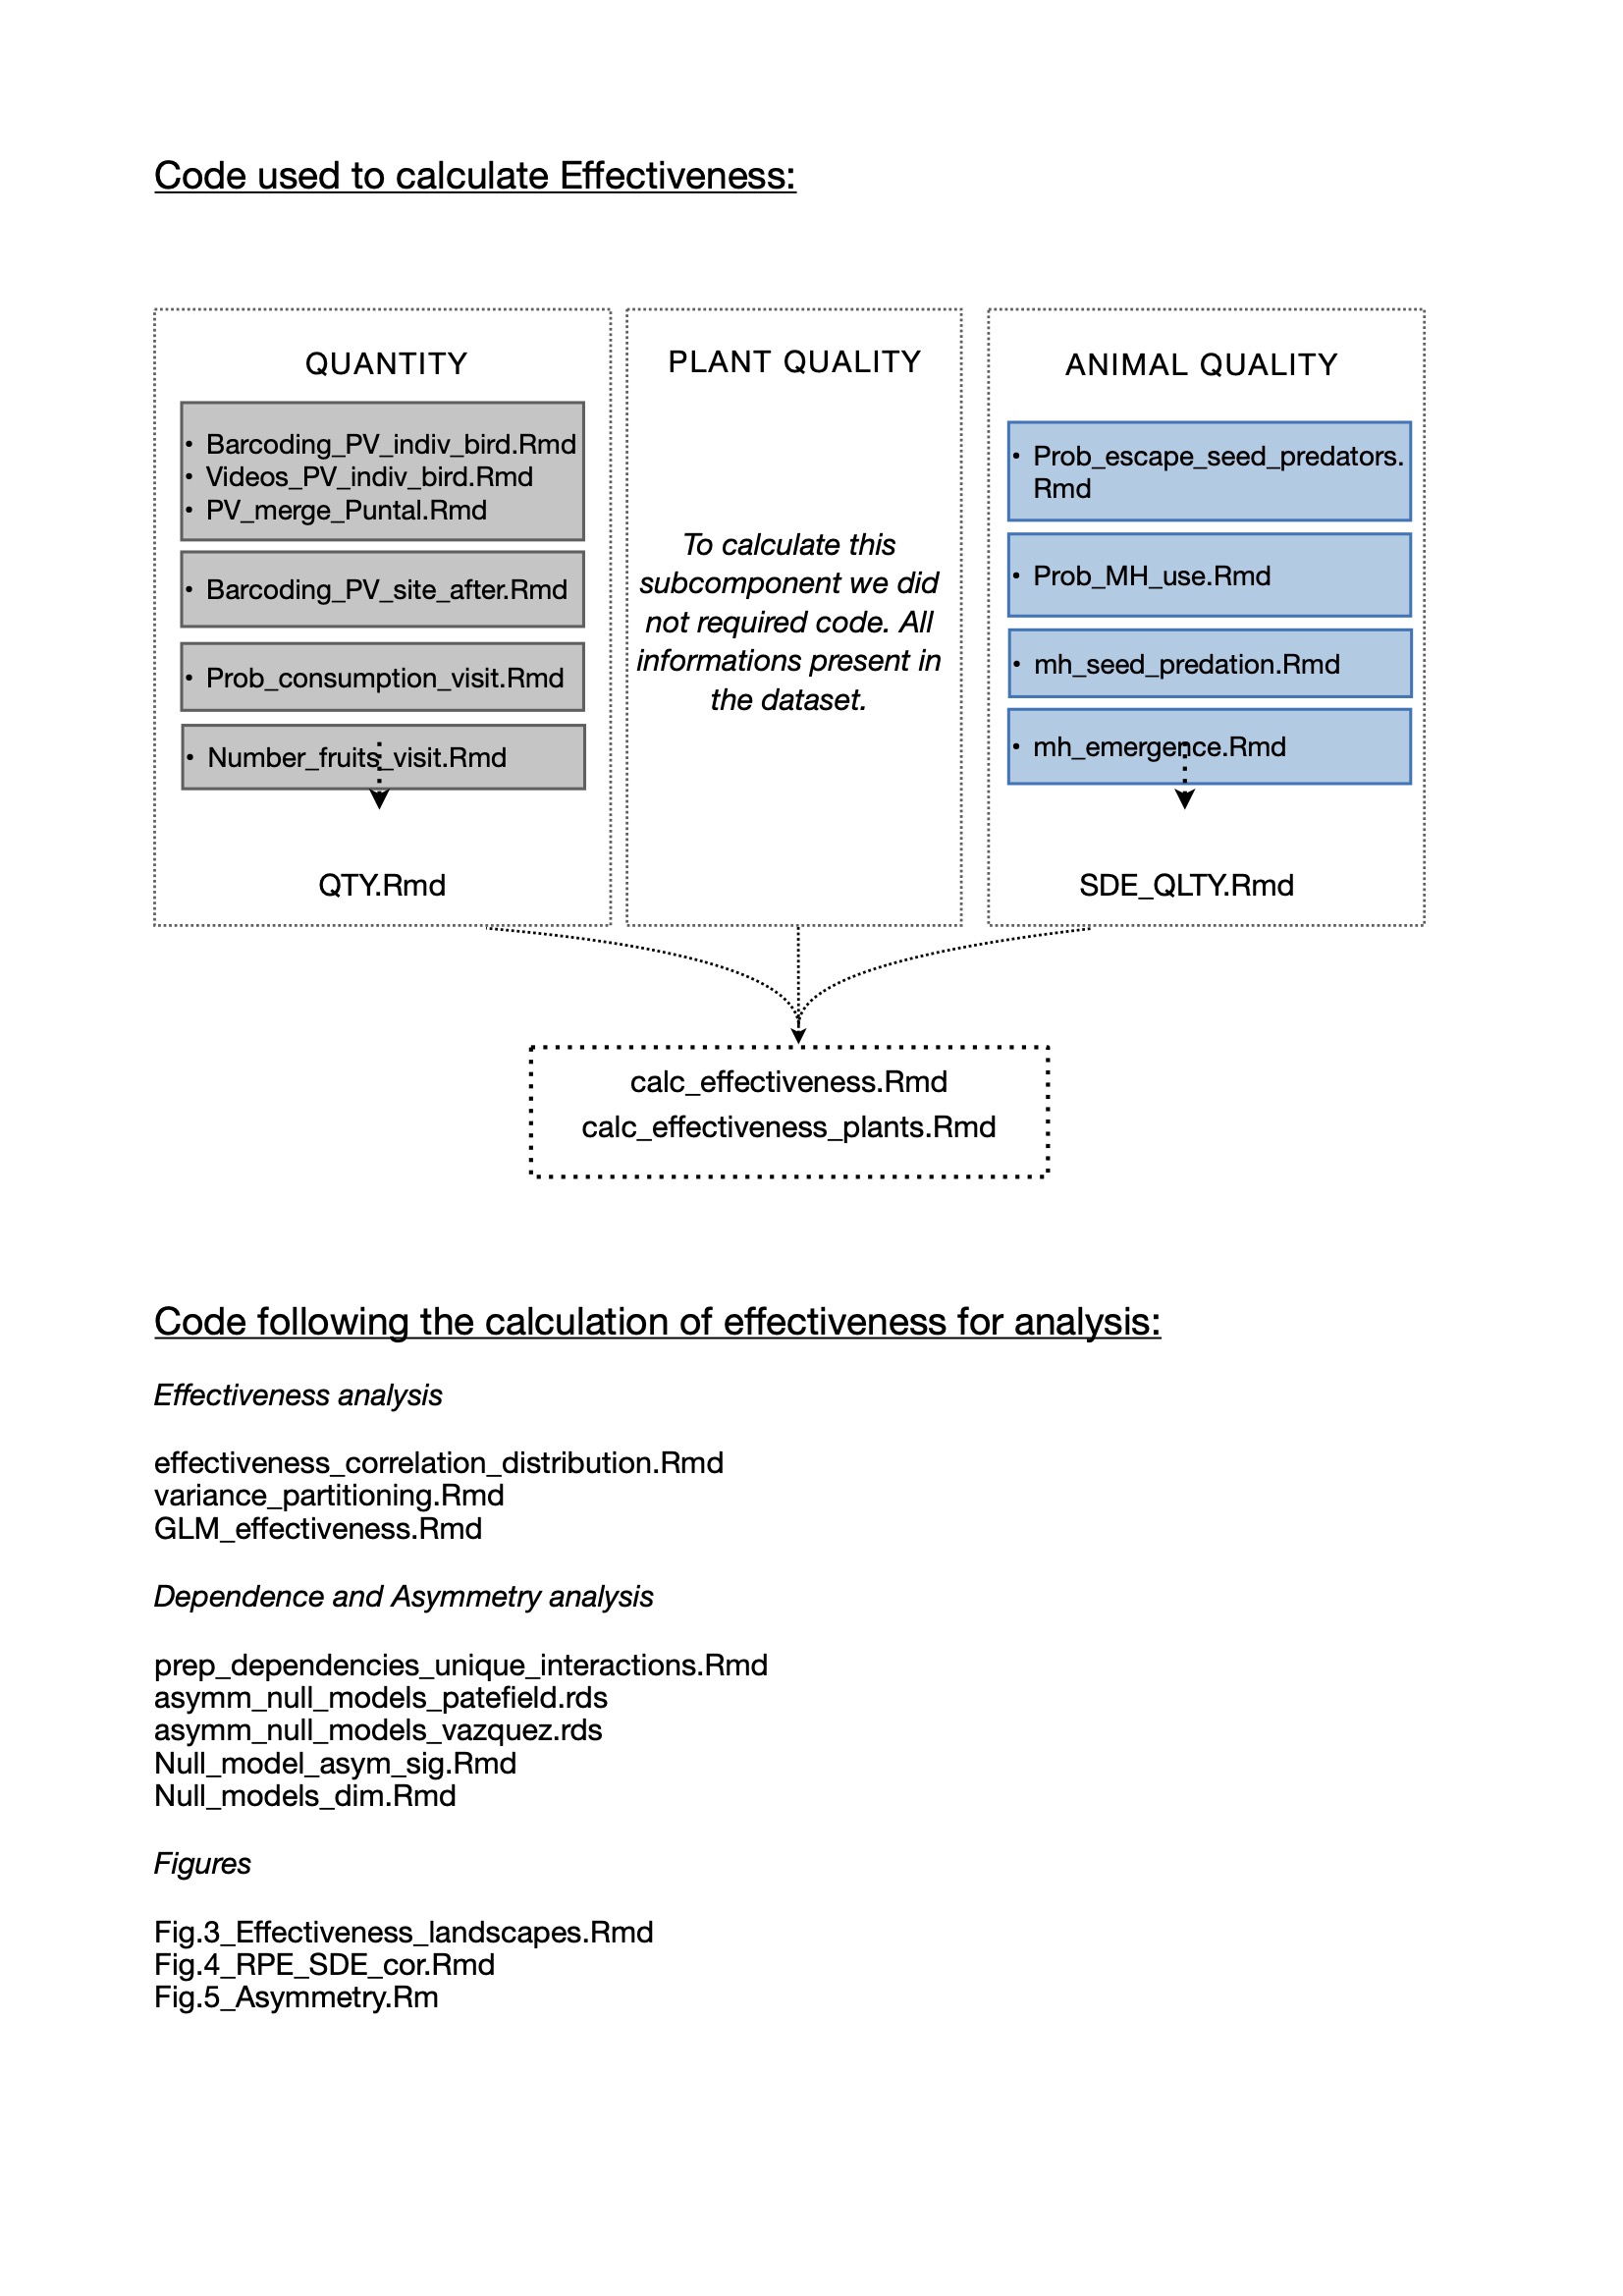 Code used to calculate Effectiveness:
QUANTITY
• Barcoding_PV_indiv_bird.Rmd
• Videos_PV_indiv_bird.Rmd
• PV_merge_Puntal.Rmd
• Barcoding_PV_site_after.Rmd
• Prob_consumption_visit.Rmd
• Number_fruits_visit.Rmd
QTY.Rmd
PLANT QUALITY
To calculate this
subcomponent we did
not required code. All
informations present in
the dataset.
ANIMAL QUALITY
• Prob_escape_seed_predators.
Rmd
• Prob_MH_use.Rmd
• mh_seed_predation.Rmd
• mh_emergence.Rmd
SDE_QLTY.Rmd
calc_effectiveness.Rmd
calc_effectiveness_plants.Rmd
Code following the calculation of effectiveness for analysis:
Effectiveness analysis
effectiveness_correlation_distribution.Rmd
variance_partitioning.Rmd
GLM_effectiveness.Rmd
Dependence and Asymmetry analysis
prep_dependencies_unique_interactions.Rmd
asymm_null_models_patefield.rds
asymm_null_models_vazquez.rds
Null_model_asym_sig.Rmd
Null_models_dim.Rmd
Figures
Fig.3_Effectiveness_landscapes.Rmd
Fig.4_RPE_SDE_cor.Rmd
Fig.5_Asymmetry.Rm